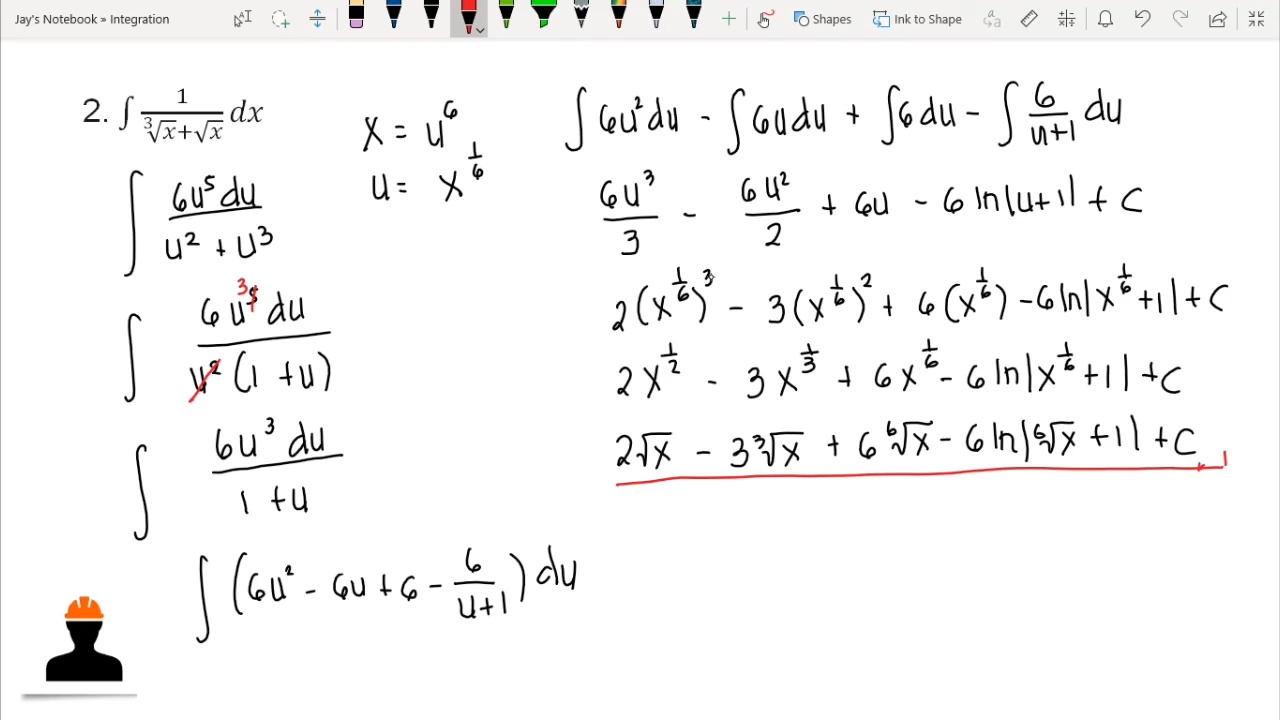 Jay's Notebook » Integration
Shapes
Ink to Shape
2. ∫ 1/(∛x+√x) dx
x = u^6
u = x^(1/6)
∫ 6u^5 du / (u^2 + u^3)
∫ 6u^5 3 du / (u^2 (1 + u))
∫ 6u^3 du / (1 + u)
∫ (6u^2 - 6u + 6 - 6/(u+1)) du
∫ 6u^2 du - ∫ 6u du + ∫ 6 du - ∫ 6/(u+1) du
6u^3/3 - 6u^2/2 + 6u - 6 ln|u+1| + C
2(x^(1/6))^3 - 3(x^(1/6))^2 + 6(x^(1/6)) - 6 ln|x^(1/6) + 1| + C
2x^(1/2) - 3x^(1/3) + 6x^(1/6) - 6 ln|x^(1/6) + 1| + C
2√x - 3 ∛x + 6 ⁶√x - 6 ln|⁶√x + 1| + C